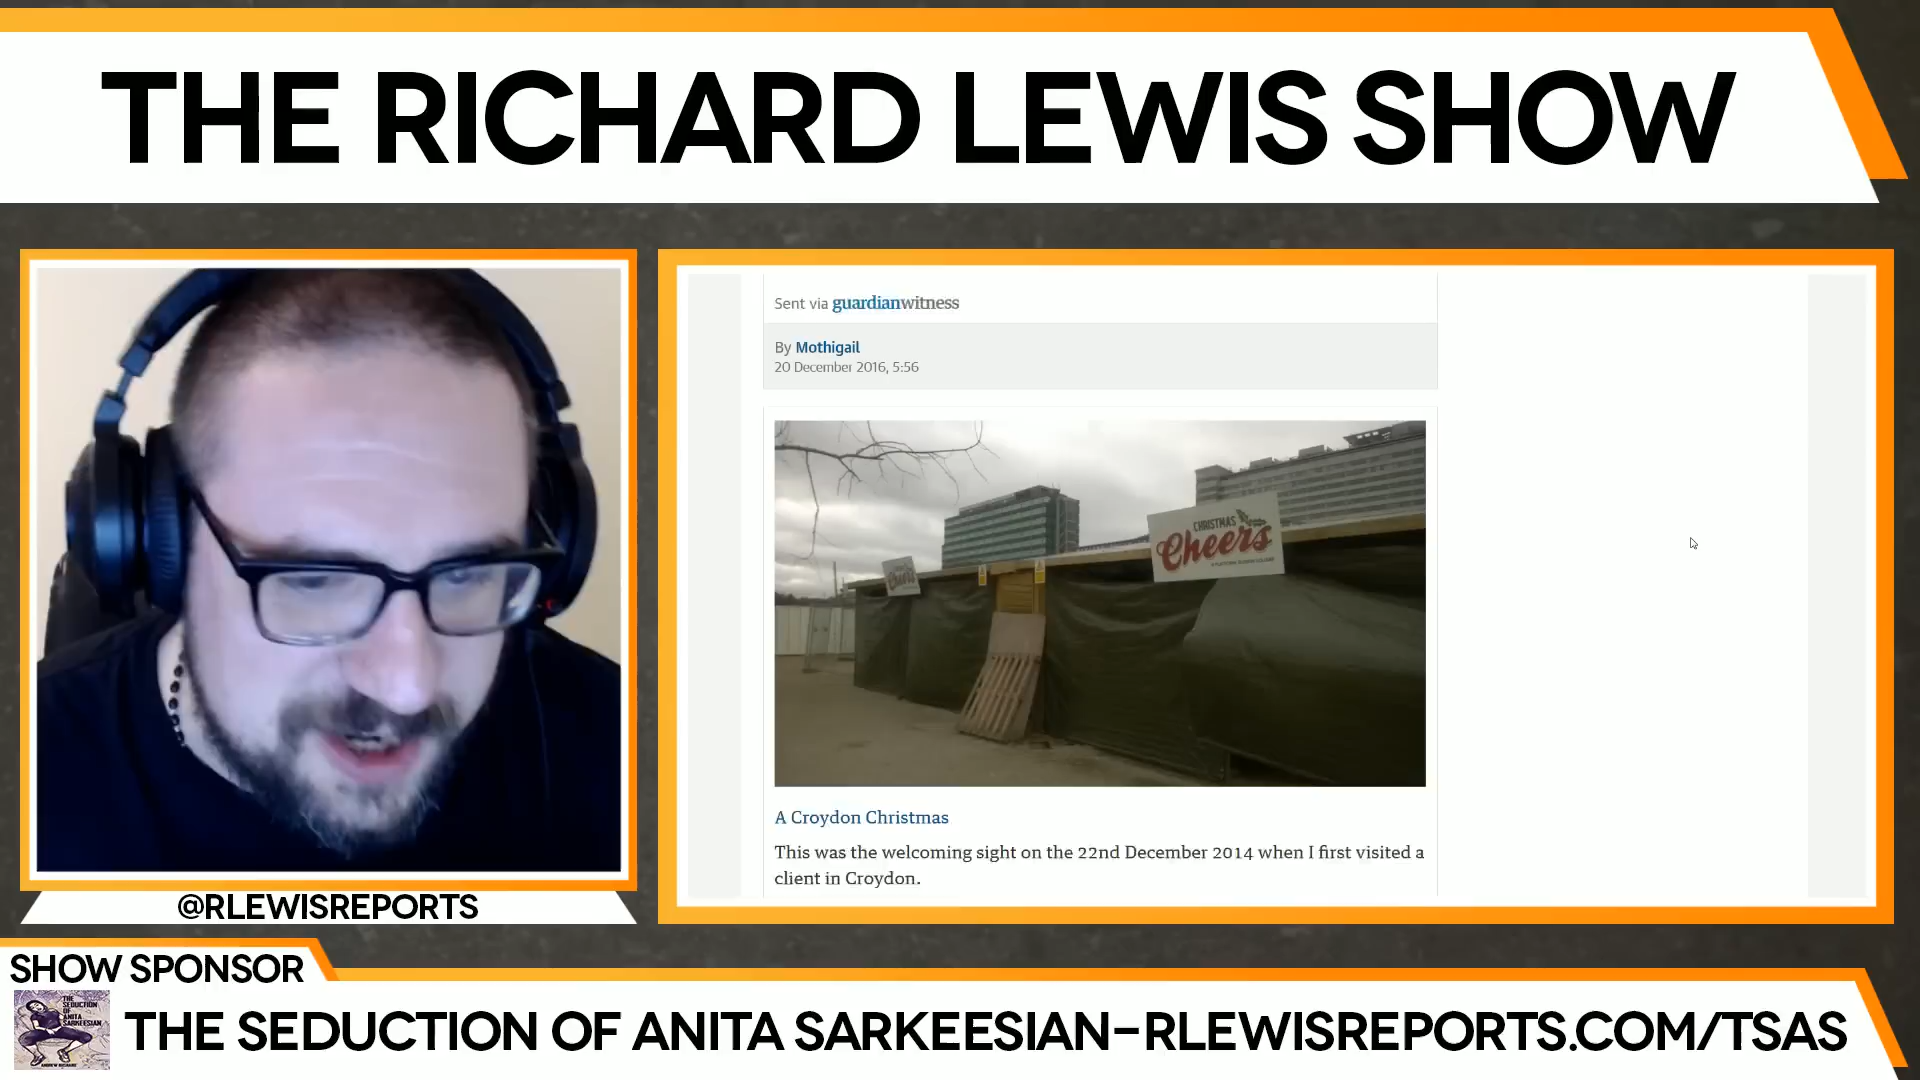 THE RICHARD LEWIS SHOW
Sent via guardianwitness
By Mothigail
20 December 2016, 5:56
CHRISTMAS
Cheers
Cheers
A Croydon Christmas
This was the welcoming sight on the 22nd December 2014 when I first visited a
client in Croydon.
@RLEWISREPORTS
SHOW SPONSOR
THE
SEDUCTION
OF
ANITA
SARKEESIAN
THE SEDUCTION OF ANITA SARKEESIAN–RLEWISREPORTS.COM/TSAS